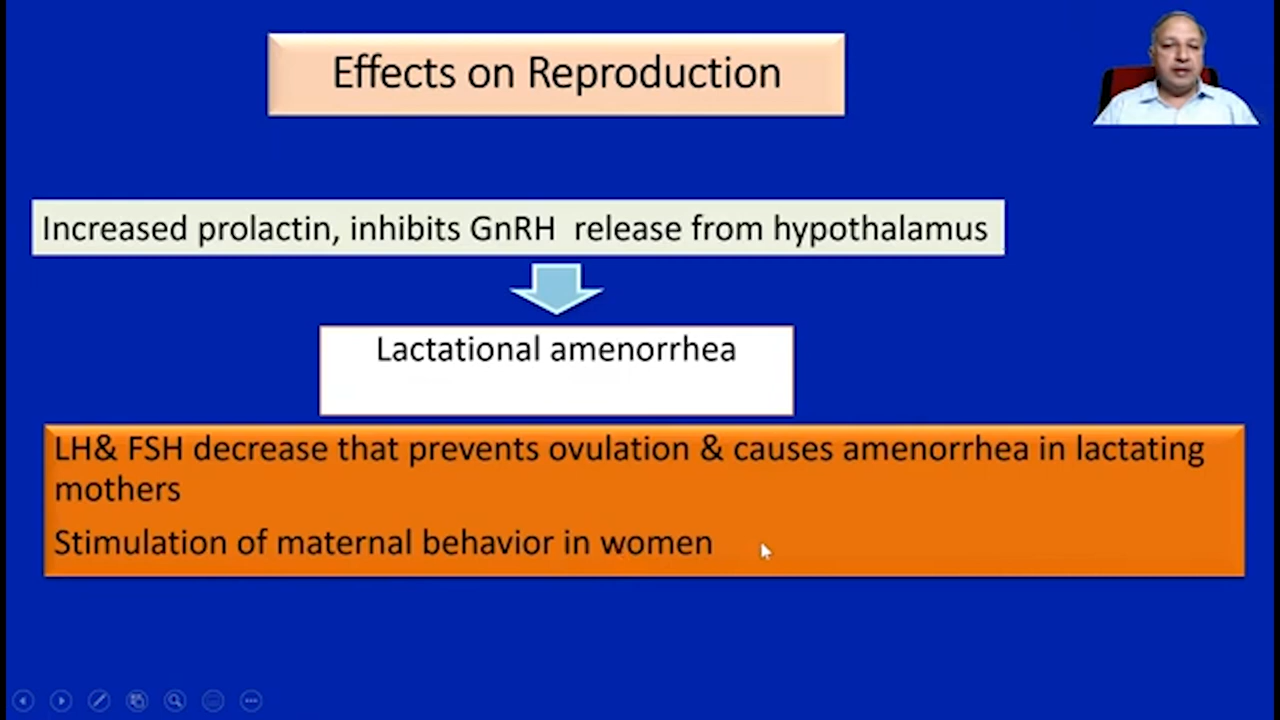 Effects on Reproduction
Increased prolactin, inhibits GnRH release from hypothalamus
Lactational amenorrhea
LH& FSH decrease that prevents ovulation & causes amenorrhea in lactating
mothers
Stimulation of maternal behavior in women